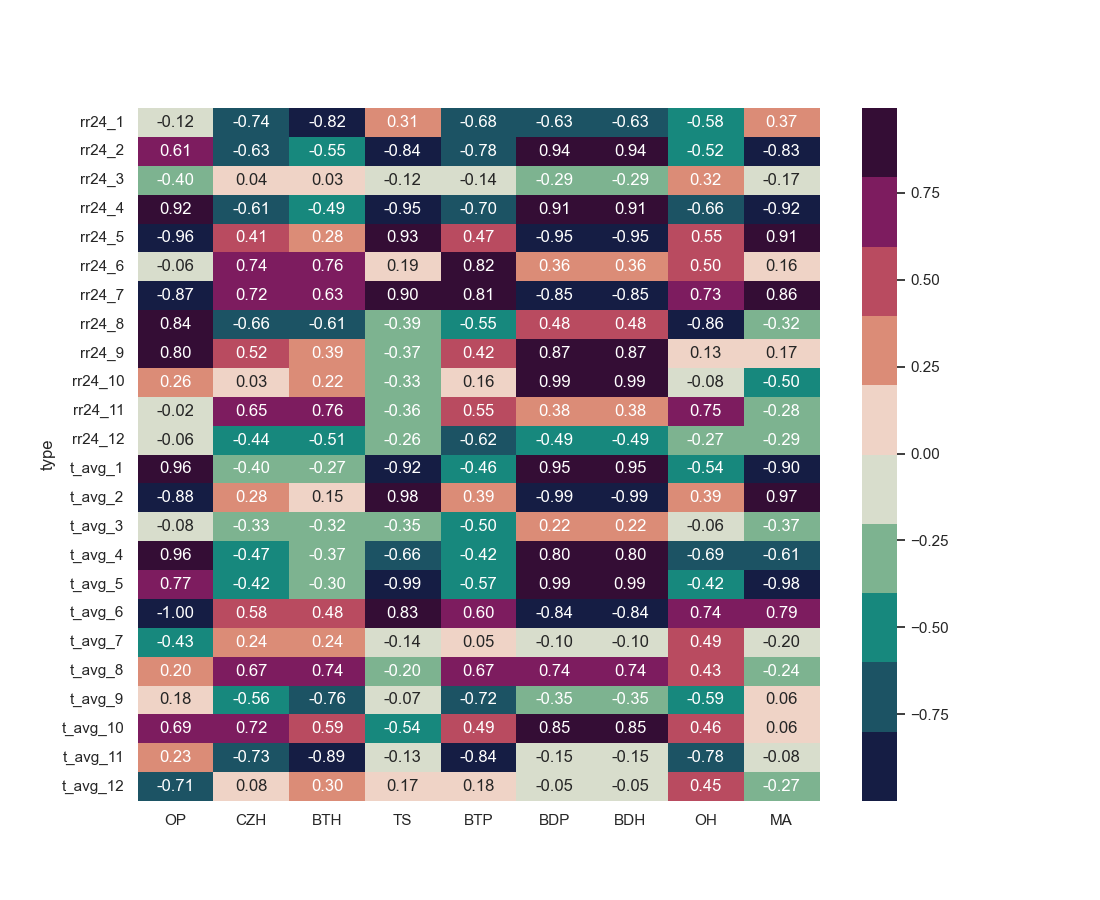 rr24_1 -0.12 -0.74 -0.82 0.31 -0.68 -0.63 -0.63 -0.58 0.37
rr24_2 0.61 -0.63 -0.55 -0.84 -0.78 0.94 0.94 -0.52 -0.83
rr24_3 -0.40 0.04 0.03 -0.12 -0.14 -0.29 -0.29 0.32 -0.17
rr24_4 0.92 -0.61 -0.49 -0.95 -0.70 0.91 0.91 -0.66 -0.92
rr24_5 -0.96 0.41 0.28 0.93 0.47 -0.95 -0.95 0.55 0.91
rr24_6 -0.06 0.74 0.76 0.19 0.82 0.36 0.36 0.50 0.16
rr24_7 -0.87 0.72 0.63 0.90 0.81 -0.85 -0.85 0.73 0.86
rr24_8 0.84 -0.66 -0.61 -0.39 -0.55 0.48 0.48 -0.86 -0.32
rr24_9 0.80 0.52 0.39 -0.37 0.42 0.87 0.87 0.13 0.17
rr24_10 0.26 0.03 0.22 -0.33 0.16 0.99 0.99 -0.08 -0.50
rr24_11 -0.02 0.65 0.76 -0.36 0.55 0.38 0.38 0.75 -0.28
rr24_12 -0.06 -0.44 -0.51 -0.26 -0.62 -0.49 -0.49 -0.27 -0.29
t_avg_1 0.96 -0.40 -0.27 -0.92 -0.46 0.95 0.95 -0.54 -0.90
t_avg_2 -0.88 0.28 0.15 0.98 0.39 -0.99 -0.99 0.39 0.97
t_avg_3 -0.08 -0.33 -0.32 -0.35 -0.50 0.22 0.22 -0.06 -0.37
t_avg_4 0.96 -0.47 -0.37 -0.66 -0.42 0.80 0.80 -0.69 -0.61
t_avg_5 0.77 -0.42 -0.30 -0.99 -0.57 0.99 0.99 -0.42 -0.98
t_avg_6 -1.00 0.58 0.48 0.83 0.60 -0.84 -0.84 0.74 0.79
t_avg_7 -0.43 0.24 0.24 -0.14 0.05 -0.10 -0.10 0.49 -0.20
t_avg_8 0.20 0.67 0.74 -0.20 0.67 0.74 0.74 0.43 -0.24
t_avg_9 0.18 -0.56 -0.76 -0.07 -0.72 -0.35 -0.35 -0.59 0.06
t_avg_10 0.69 0.72 0.59 -0.54 0.49 0.85 0.85 0.46 0.06
t_avg_11 0.23 -0.73 -0.89 -0.13 -0.84 -0.15 -0.15 -0.78 -0.08
t_avg_12 -0.71 0.08 0.30 0.17 0.18 -0.05 -0.05 0.45 -0.27
OP CZH BTH TS BTP BDP BDH OH MA
type
0.75
0.50
0.25
0.00
−0.25
−0.50
−0.75